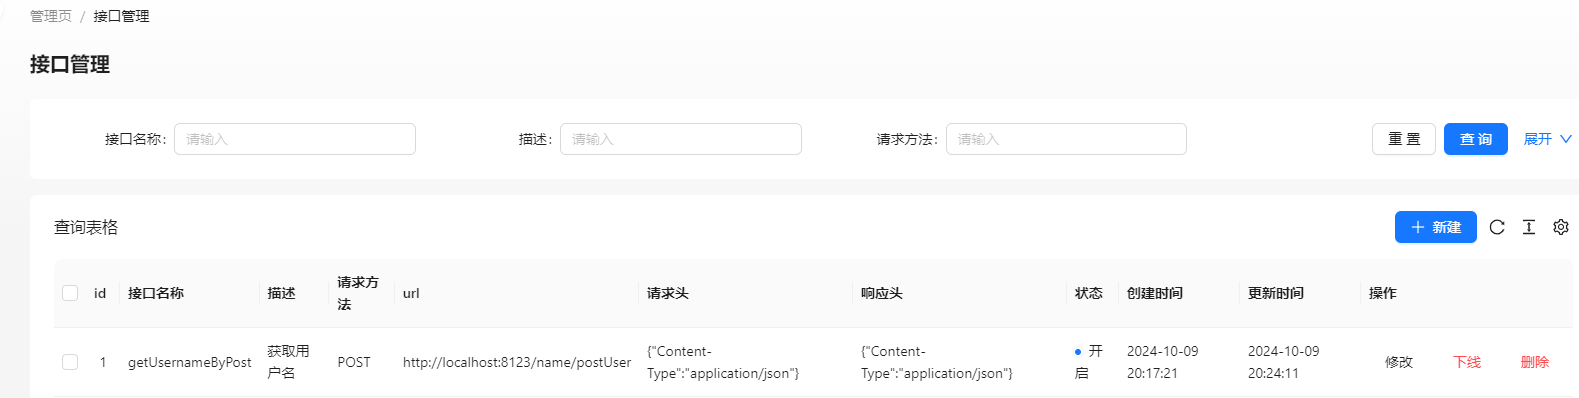 管理页 / 接口管理
接口管理
接口名称: 请输入 描述: 请输入 请求方法: 请输入 重 置 查 询 展开
查询表格 新建
id 接口名称 描述 请求方法 url 请求头 响应头 状态 创建时间 更新时间 操作
1 getUsernameByPost 获取用户名 POST http://localhost:8123/name/postUser {"Content-Type":"application/json"} {"Content-Type":"application/json"} 开启 2024-10-09 20:17:21 2024-10-09 20:24:11 修改 下线 删除